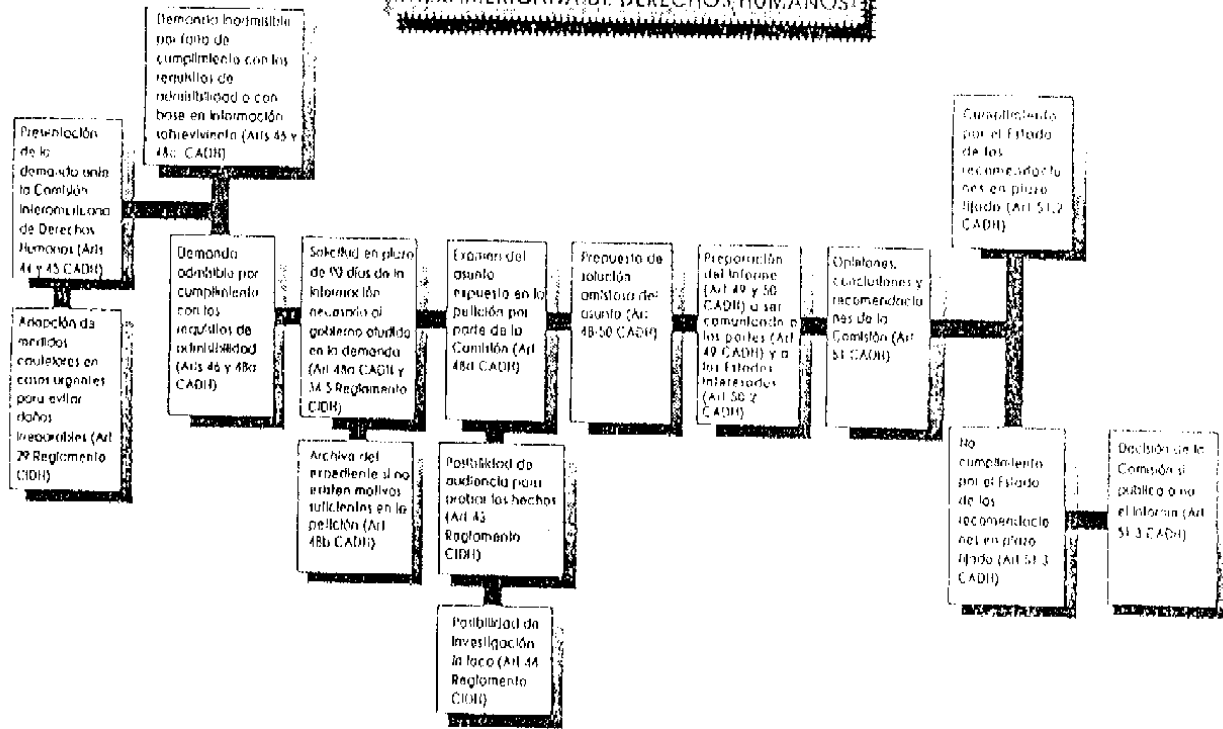 INTERAMERICANA DE DERECHOS HUMANOS
Demanda inadmisible
por falta de
cumplimiento con los
requisitos de
admisibilidad o con
base en información
sobreviviente (Arts 46 y
48c CADH)
Presentación
de la
demanda ante
la Comisión
Interamericana
de Derechos
Humanos (Arts
44 y 45 CADH)
Adopción de
medidas
cautelares en
casos urgentes
para evitar
daños
irreparables (Art
29 Reglamento
CIDH)
Demanda
admisible por
cumplimiento
con los
requisitos de
admisibilidad
(Arts 46 y 48a
CADH)
Solicitud en plazo
de 90 días de la
información
necesaria al
gobierno aludido
en la demanda
(Art 48a CADH y
34.5 Reglamento
CIDH)
Archivo del
expediente si no
existen motivos
suficientes en la
petición (Art
48b CADH)
Examen del
asunto
expuesto en la
petición por
parte de la
Comisión (Art
48d CADH)
Posibilidad de
audiencia para
probar los hechos
(Art 43
Reglamento
CIDH)
Posibilidad de
investigación
in loco (Art 44
Reglamento
CIDH)
Propuesta de
solución
amistosa del
asunto (Art
48-50 CADH)
Preparación
del Informe
(Art 49 y 50
CADH) a ser
comunicado a
las partes (Art
49 CADH) y a
los Estados
interesados
(Art 50.2
CADH)
Opiniones,
conclusiones y
recomendacio
nes de la
Comisión (Art
51 CADH)
Cumplimiento
por el Estado
de las
recomendacio
nes en plazo
fijado (Art 51.2
CADH)
No
cumplimiento
por el Estado
de las
recomendacio
nes en plazo
fijado (Art 51.3
CADH)
Decisión de la
Comisión si
publica o no
el Informe (Art
51.3 CADH)